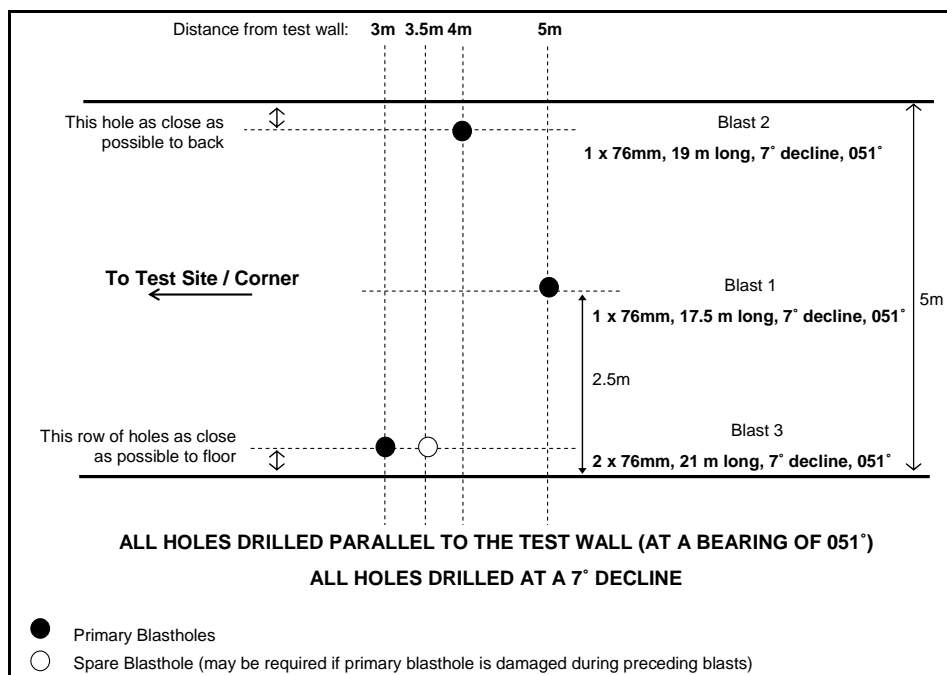 Distance from test wall: 3m 3.5m 4m 5m
This hole as close as
possible to back
Blast 2
1 x 76mm, 19 m long, 7˚ decline, 051˚
To Test Site / Corner
Blast 1
1 x 76mm, 17.5 m long, 7˚ decline, 051˚
5m
2.5m
This row of holes as close
as possible to floor
Blast 3
2 x 76mm, 21 m long, 7˚ decline, 051˚
ALL HOLES DRILLED PARALLEL TO THE TEST WALL (AT A BEARING OF 051˚)
ALL HOLES DRILLED AT A 7˚ DECLINE
Primary Blastholes
Spare Blasthole (may be required if primary blasthole is damaged during preceding blasts)